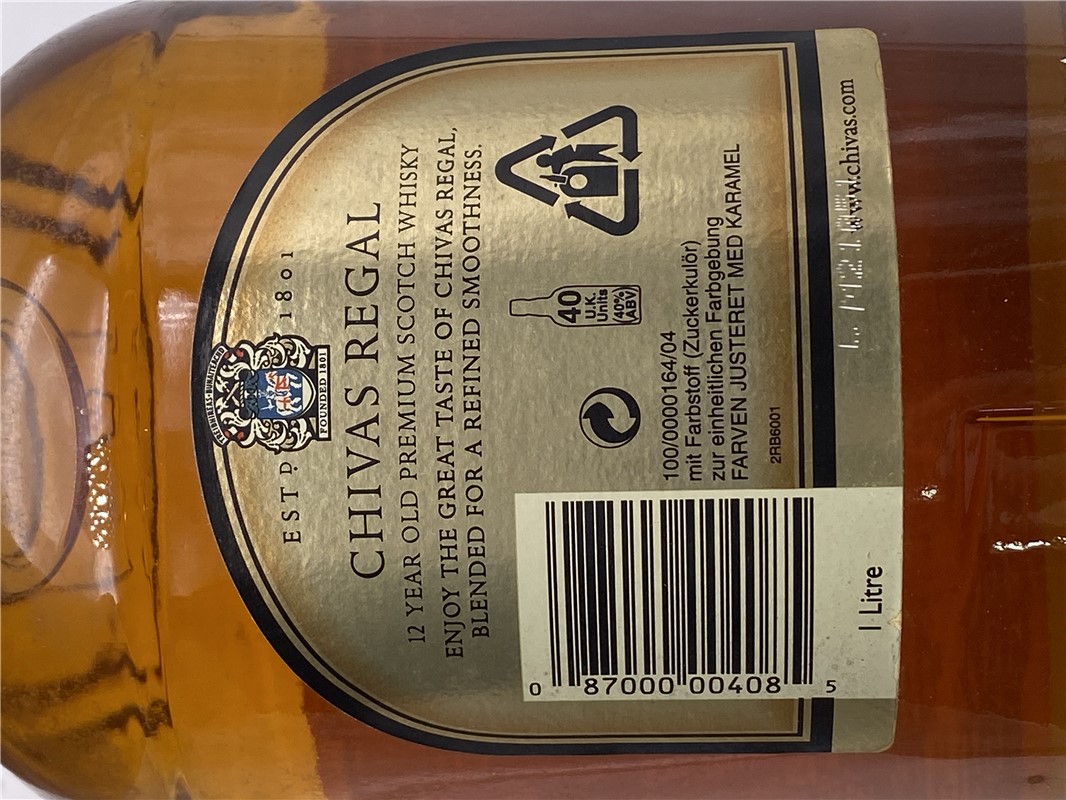 ESTD 1801
FOUNDED 1801
CHIVAS REGAL
12 YEAR OLD PREMIUM SCOTCH WHISKY
ENJOY THE GREAT TASTE OF CHIVAS REGAL,
BLENDED FOR A REFINED SMOOTHNESS.
40
U.K.
Units
(40%
ABV)
100/0000164/04
mit Farbstoff (Zuckerkulör)
zur einheitlichen Farbgebung
FARVEN JUSTERET MED KARAMEL
2RB6001
0 87000 00408 5
1 Litre
www.chivas.com